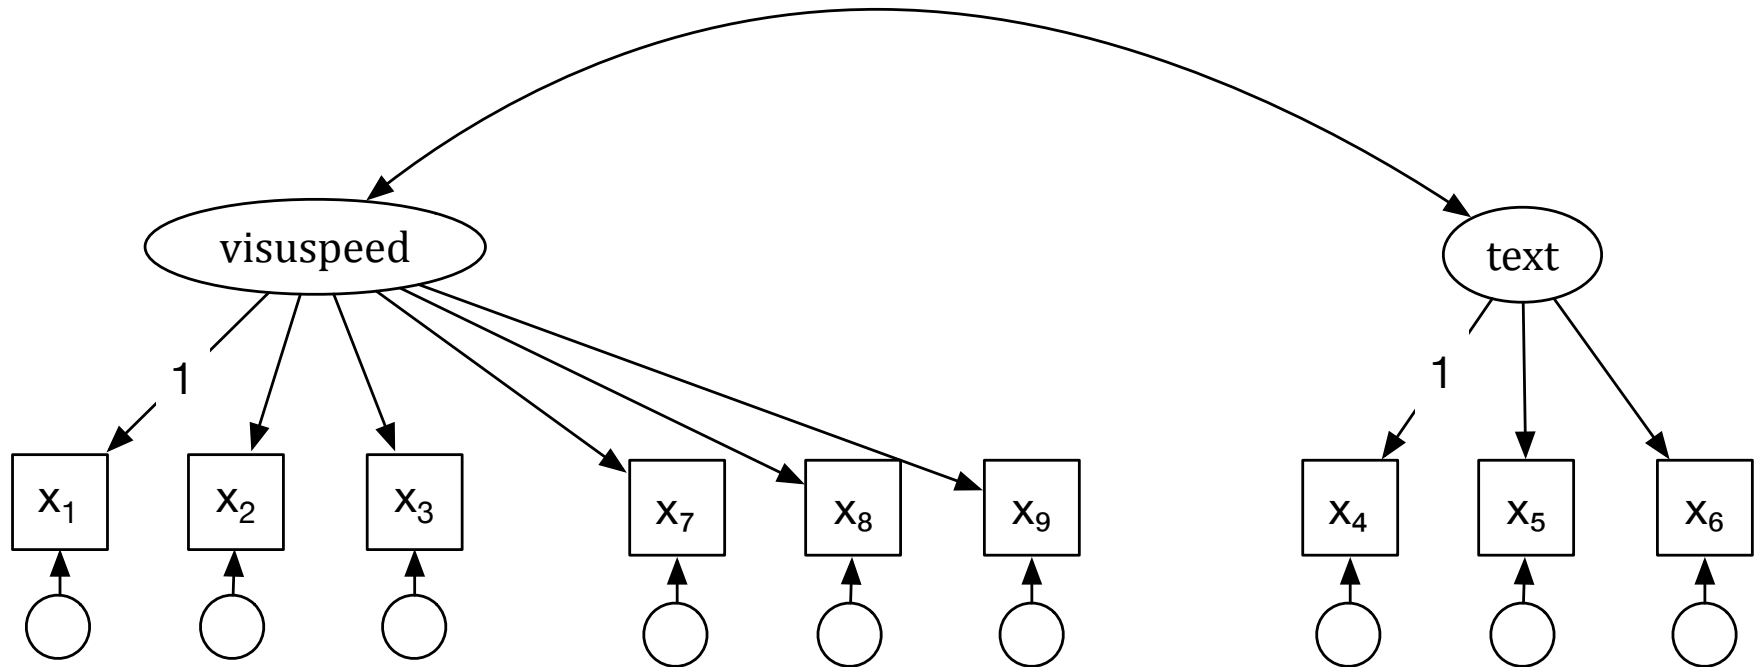 visuspeed
text
1
1
x₁ x₂ x₃ x₇ x₈ x₉ x₄ x₅ x₆